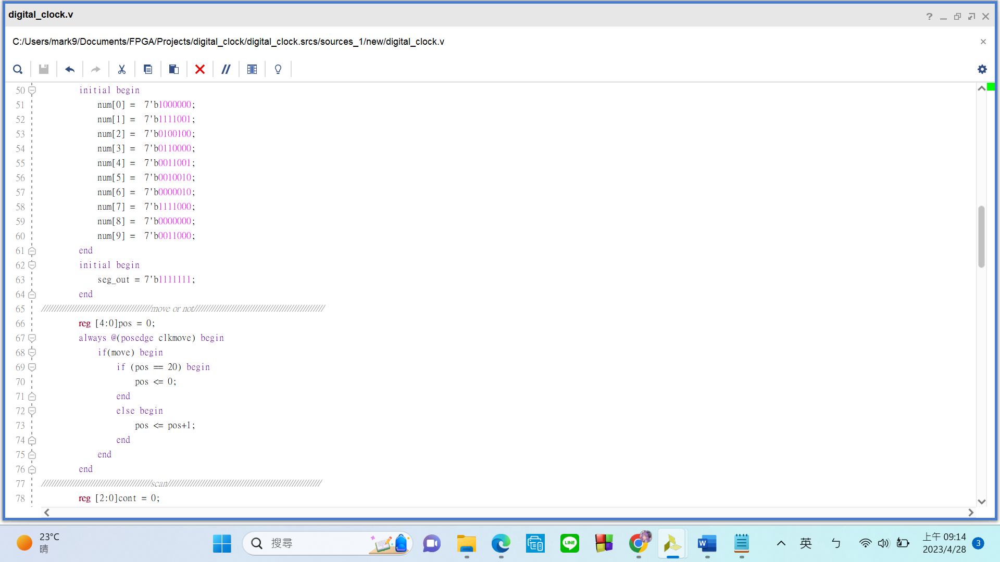 digital_clock.v
C:/Users/mark9/Documents/FPGA/Projects/digital_clock/digital_clock.srcs/sources_1/new/digital_clock.v
50 initial begin
51 num[0] = 7'b1000000;
52 num[1] = 7'b1111001;
53 num[2] = 7'b0100100;
54 num[3] = 7'b0110000;
55 num[4] = 7'b0011001;
56 num[5] = 7'b0010010;
57 num[6] = 7'b0000010;
58 num[7] = 7'b1111000;
59 num[8] = 7'b0000000;
60 num[9] = 7'b0011000;
61 end
62 initial begin
63 seg_out = 7'b1111111;
64 end
65 ////////////////////////////////////////move or not////////////////////////////////////////////////
66 reg [4:0]pos = 0;
67 always @(posedge clkmove) begin
68 if(move) begin
69 if (pos == 20) begin
70 pos <= 0;
71 end
72 else begin
73 pos <= pos+1;
74 end
75 end
76 end
77 ////////////////////////////////////////scan////////////////////////////////////////////////////////
78 reg [2:0]cont = 0;
23°C
晴
搜尋
LINE
W
英
ㄅ
上午 09:14
2023/4/28
3